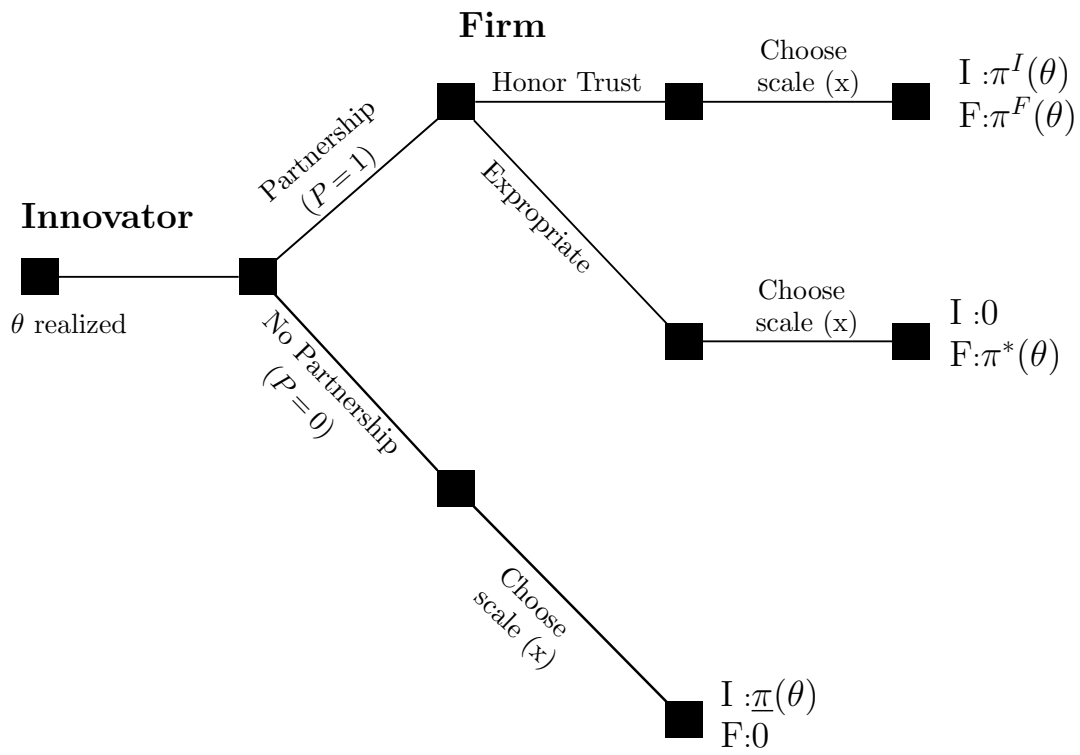 Firm
Choose
scale (x)
Honor Trust
I :π^I(θ)
F:π^F(θ)
Partnership
(P = 1)
Expropriate
Innovator
θ realized
Choose
scale (x)
I :0
F:π*(θ)
No Partnership
(P = 0)
Choose
scale (x)
I :π̲(θ)
F:0